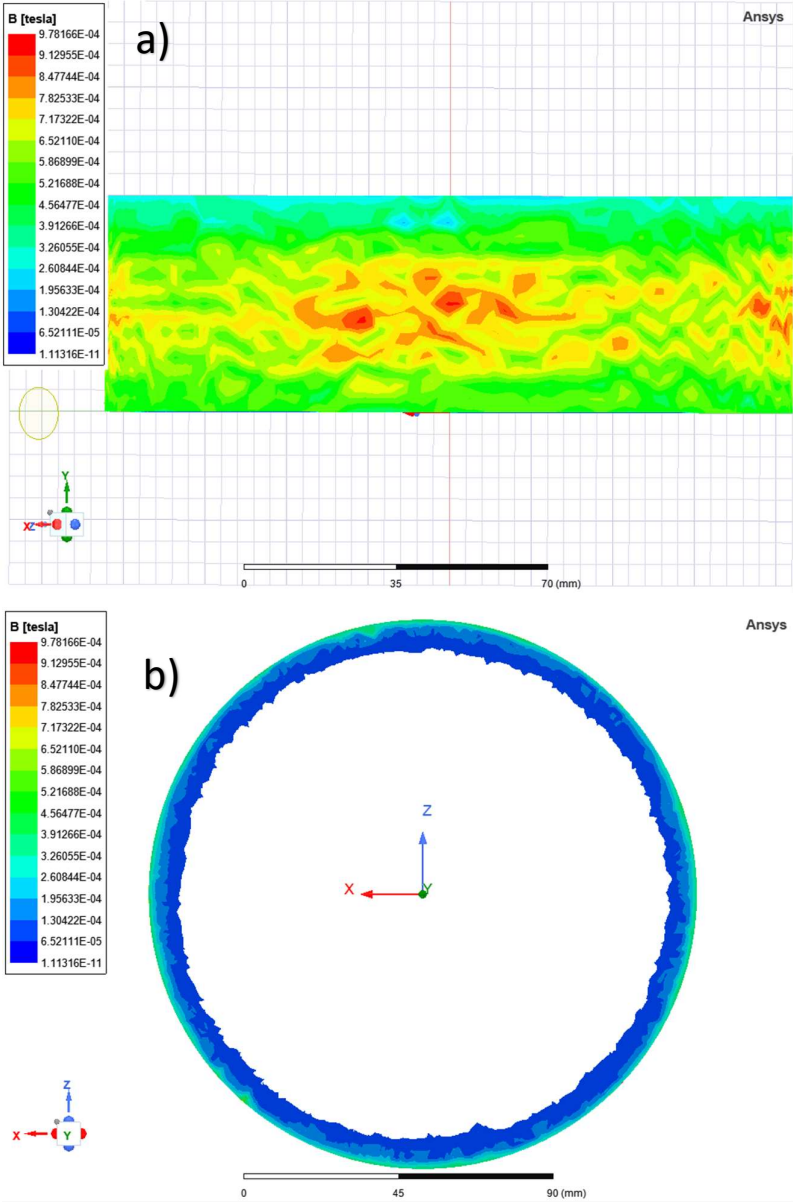 B [tesla]
9.78166E-04
9.12955E-04
8.47744E-04
7.82533E-04
7.17322E-04
6.52110E-04
5.86899E-04
5.21688E-04
4.56477E-04
3.91266E-04
3.26055E-04
2.60844E-04
1.95633E-04
1.30422E-04
6.52111E-05
1.11316E-11
a)
Ansys
Y
XZ
0 35 70 (mm)
B [tesla]
9.78166E-04
9.12955E-04
8.47744E-04
7.82533E-04
7.17322E-04
6.52110E-04
5.86899E-04
5.21688E-04
4.56477E-04
3.91266E-04
3.26055E-04
2.60844E-04
1.95633E-04
1.30422E-04
6.52111E-05
1.11316E-11
b)
Ansys
Z
X Y
Z
X Y
0 45 90 (mm)